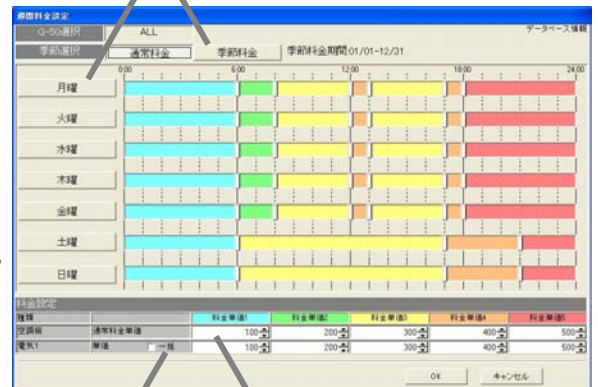 週間料金設定
G-50選択 ALL データベース情報
季節選択 通常料金 季節料金 季節料金期間:01/01-12/31
0:00 6:00 12:00 18:00 24:00
月曜
火曜
水曜
木曜
金曜
土曜
日曜
料金設定
種類 料金単価1 料金単価2 料金単価3 料金単価4 料金単価5
空調機 通常料金単価 100 200 300 400 500
電気1 単価 一括 100 200 300 400 500
OK キャンセル